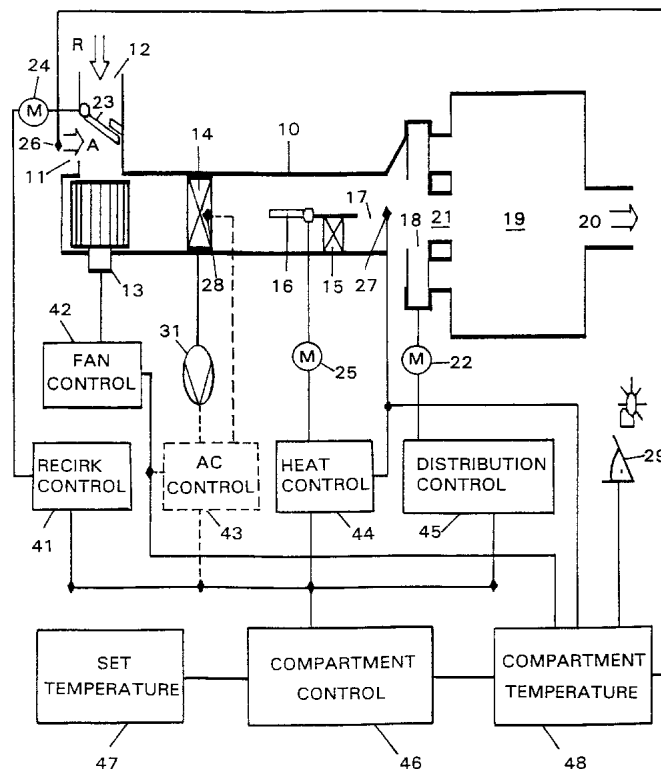 R
12
24
M
23
26
A
11
14
10
17
18
21
19
20
13
28
16
15
27
42
31
M
25
M
22
FAN
CONTROL
RECIRK
CONTROL
AC
CONTROL
HEAT
CONTROL
DISTRIBUTION
CONTROL
29
41
43
44
45
SET
TEMPERATURE
COMPARTMENT
CONTROL
COMPARTMENT
TEMPERATURE
47
46
48